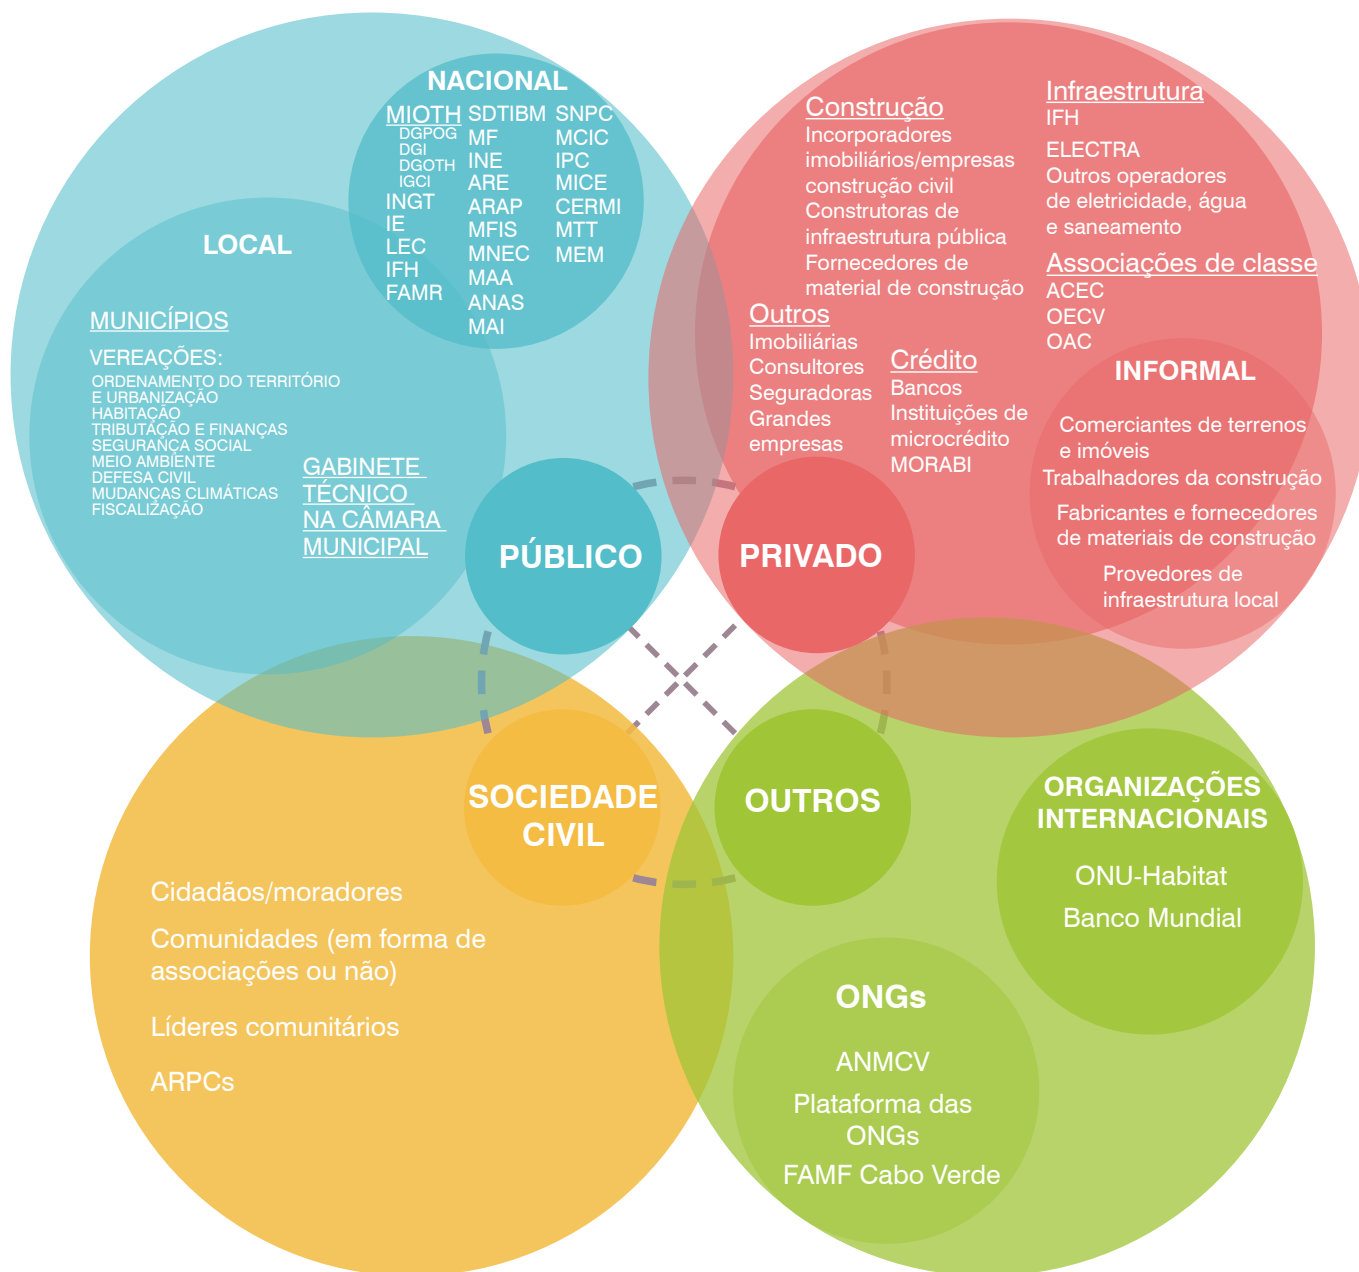 NACIONAL
MIOTH
DGPOG
DGI
DGOTH
IGCI
INGT
IE
LEC
IFH
FAMR
SDTIBM
MF
INE
ARE
ARAP
MFIS
MNEC
MAA
ANAS
MAI
SNPC
MCIC
IPC
MICE
CERMI
MTT
MEM
LOCAL
MUNICÍPIOS
VEREAÇÕES:
ORDENAMENTO DO TERRITÓRIO
E URBANIZAÇÃO
HABITAÇÃO
TRIBUTAÇÃO E FINANÇAS
SEGURANÇA SOCIAL
MEIO AMBIENTE
DEFESA CIVIL
MUDANÇAS CLIMÁTICAS
FISCALIZAÇÃO
GABINETE
TÉCNICO
NA CÂMARA
MUNICIPAL
PÚBLICO
Construção
Incorporadores
imobiliários/empresas
construção civil
Construtoras de
infraestrutura pública
Fornecedores de
material de construção
Infraestrutura
IFH
ELECTRA
Outros operadores
de eletricidade, água
e saneamento
Associações de classe
ACEC
OECV
OAC
Outros
Imobiliárias
Consultores
Seguradoras
Grandes
empresas
Crédito
Bancos
Instituições de
microcrédito
MORABI
INFORMAL
Comerciantes de terrenos
e imóveis
Trabalhadores da construção
Fabricantes e fornecedores
de materiais de construção
Provedores de
infraestrutura local
PRIVADO
SOCIEDADE
CIVIL
Cidadãos/moradores
Comunidades (em forma de
associações ou não)
Líderes comunitários
ARPCs
OUTROS
ORGANIZAÇÕES
INTERNACIONAIS
ONU-Habitat
Banco Mundial
ONGs
ANMCV
Plataforma das
ONGs
FAMF Cabo Verde